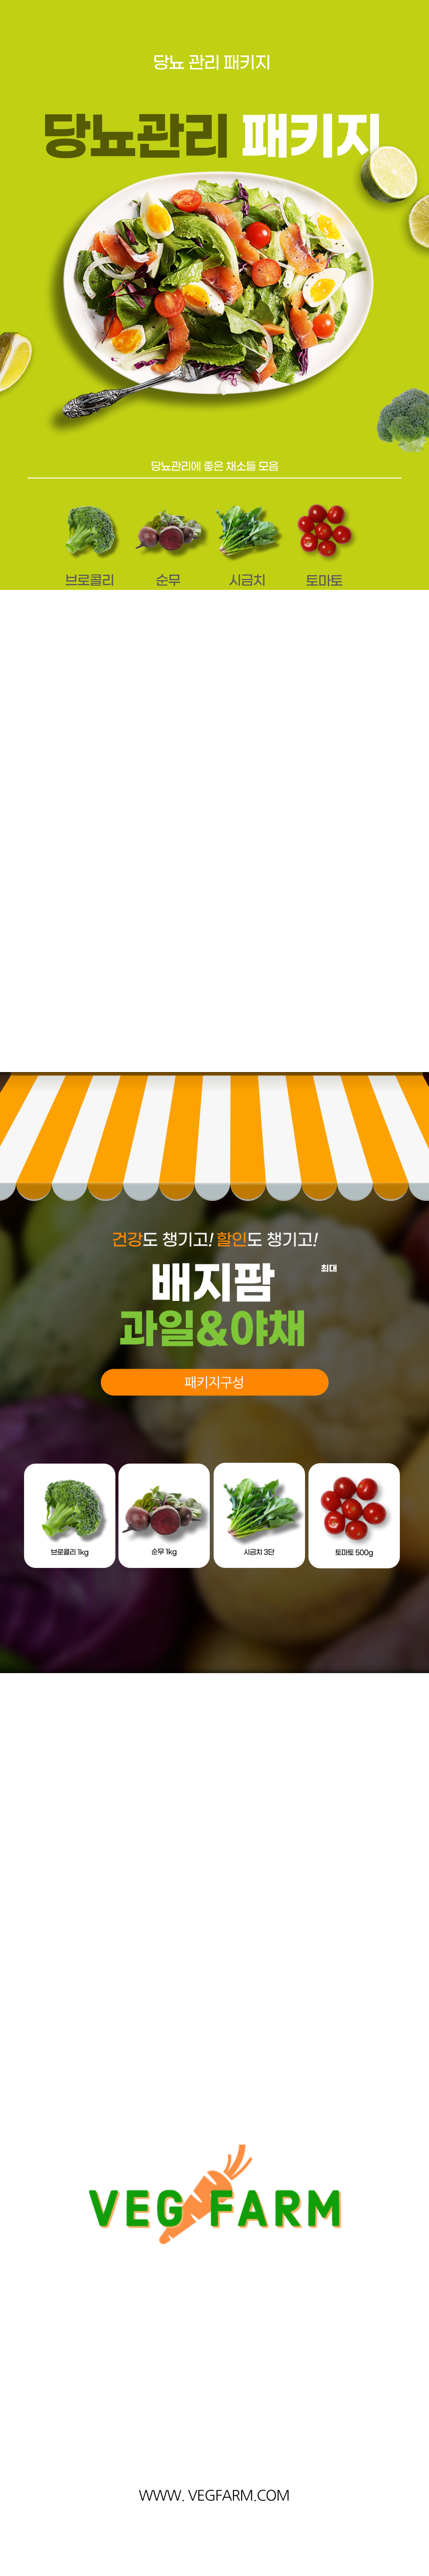 당뇨 관리 패키지
당뇨관리 패키지
당뇨관리에 좋은 채소들 모음
브로콜리 순무 시금치 토마토
건강도 챙기고! 할인도 챙기고!
배지팜
최대
과일&야채
패키지구성
브로콜리 1kg 순무 1kg 시금치 3단 토마토 500g
VEG FARM
WWW. VEGFARM.COM